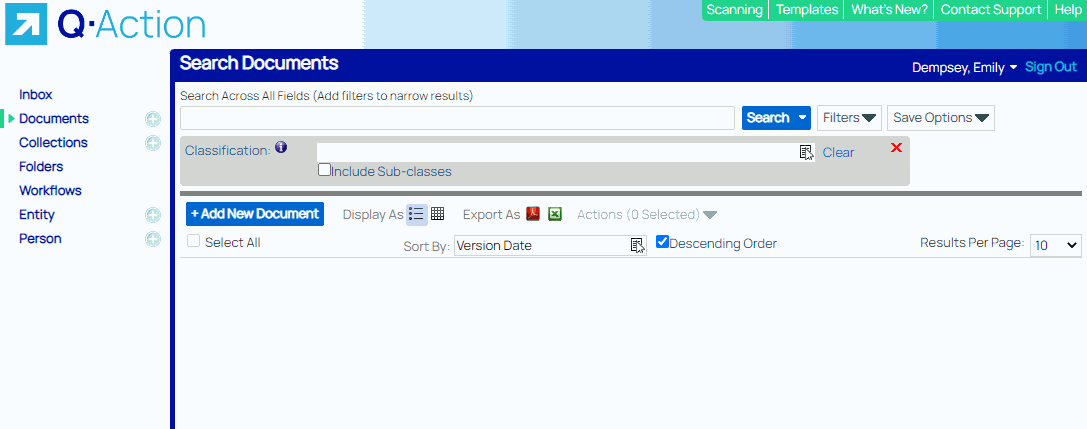 Q·Action
Scanning Templates What's New? Contact Support Help
Search Documents
Dempsey, Emily Sign Out
Inbox
Documents
Collections
Folders
Workflows
Entity
Person
Search Across All Fields (Add filters to narrow results)
Search Filters Save Options
Classification: Clear
Include Sub-classes
+ Add New Document Display As Export As Actions (0 Selected)
Select All Sort By: Version Date Descending Order Results Per Page: 10